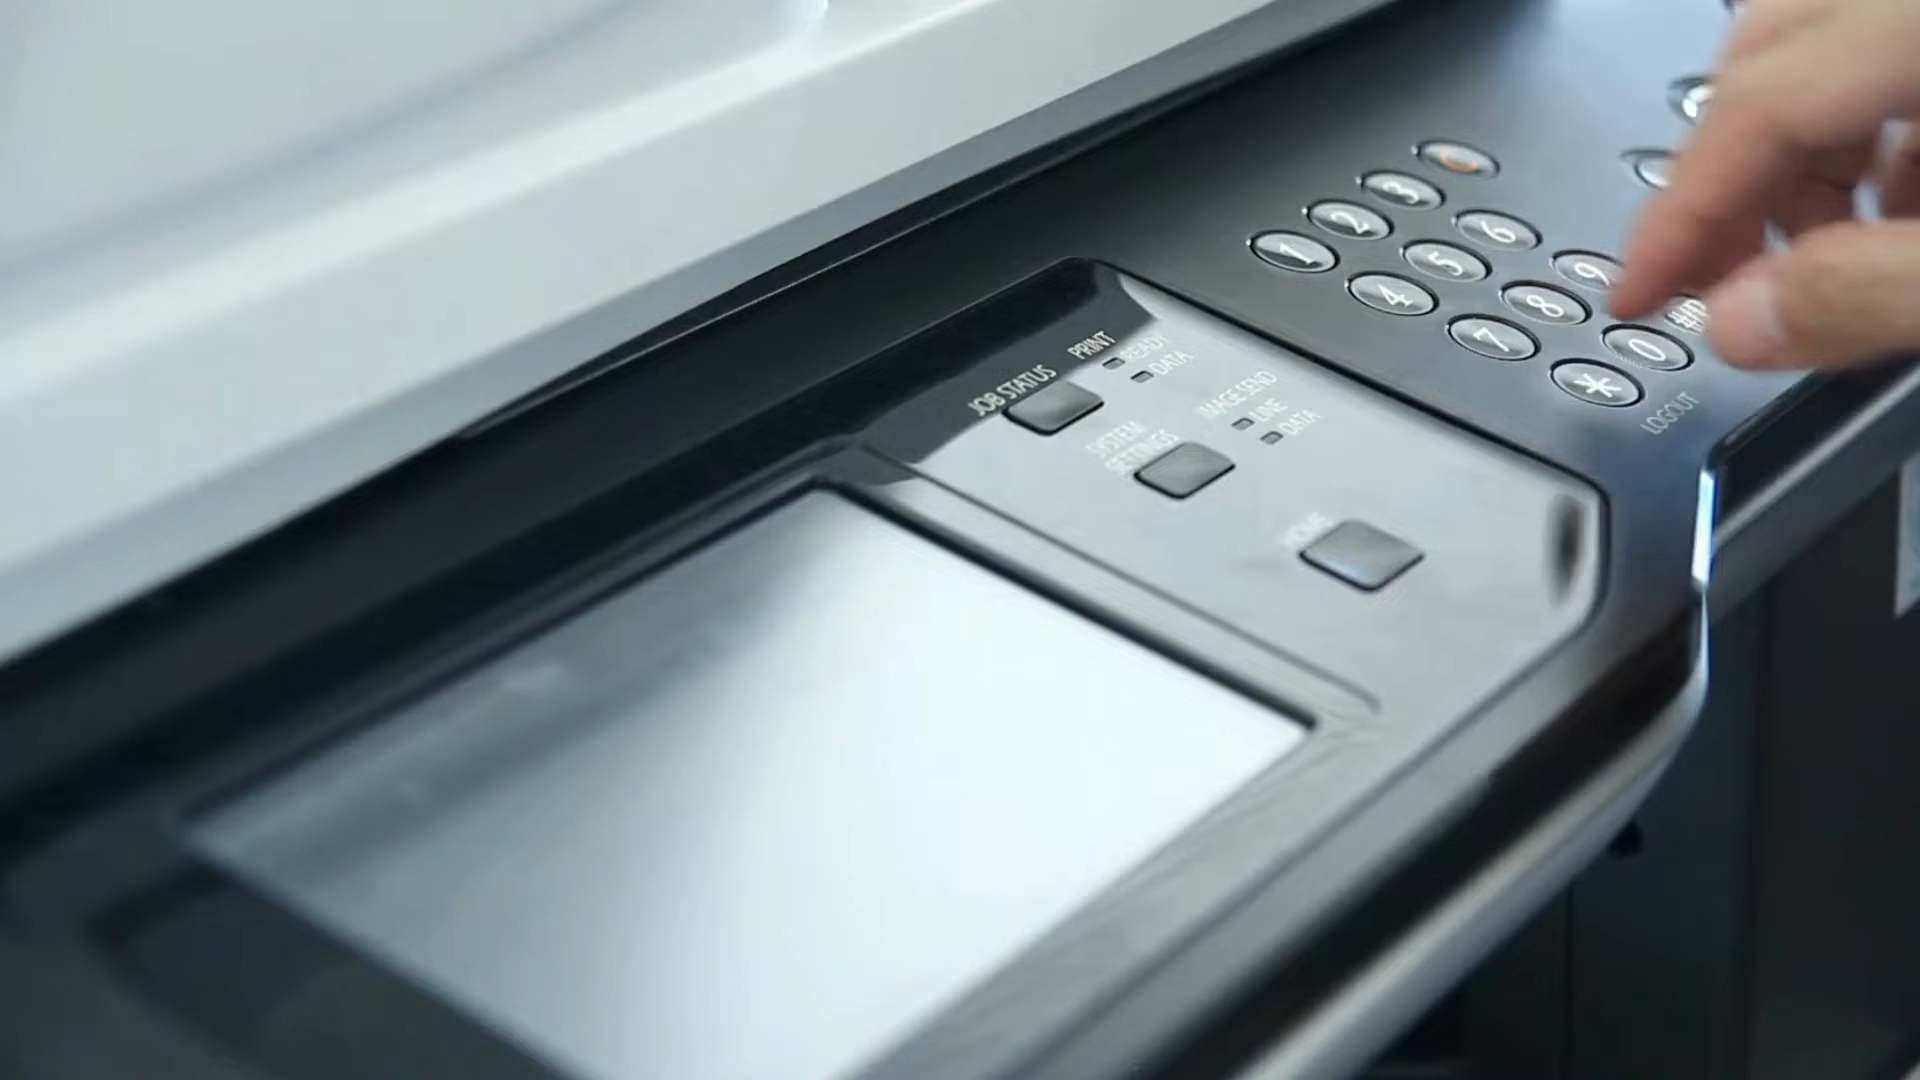 JOB STATUS
PRINT
READY
DATA
SYSTEM
SETTINGS
IMAGE SEND
LINE
DATA
HOME
1
2
3
C
4
5
6
7
8
9
*
0
LOGOUT